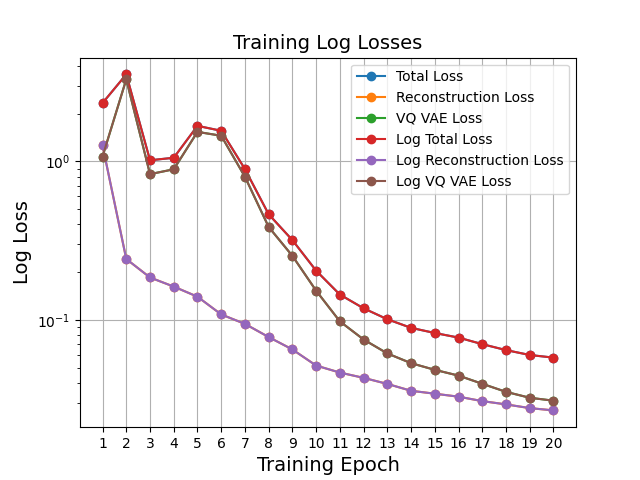 Training Log Losses
Total Loss
Reconstruction Loss
VQ VAE Loss
Log Total Loss
Log Reconstruction Loss
Log VQ VAE Loss
10⁰
10⁻¹
Log Loss
1 2 3 4 5 6 7 8 9 10 11 12 13 14 15 16 17 18 19 20
Training Epoch